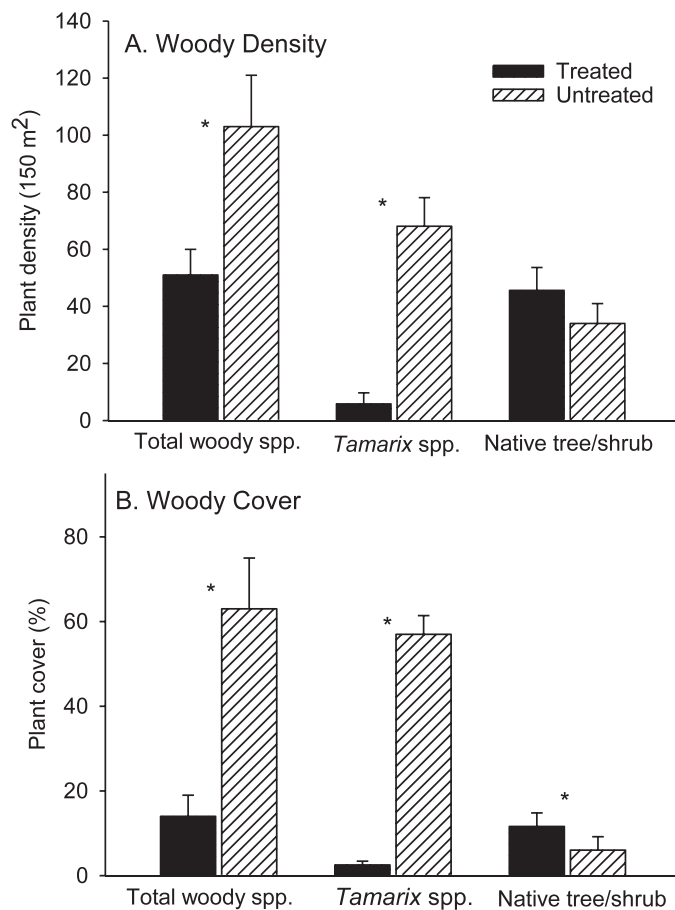 140
A. Woody Density
Treated
120
Untreated
*
100
Plant density (150 m²)
80
*
60
40
20
0
Total woody spp.
Tamarix spp.
Native tree/shrub
B. Woody Cover
80
*
60
*
Plant cover (%)
40
20
*
0
Total woody spp.
Tamarix spp.
Native tree/shrub